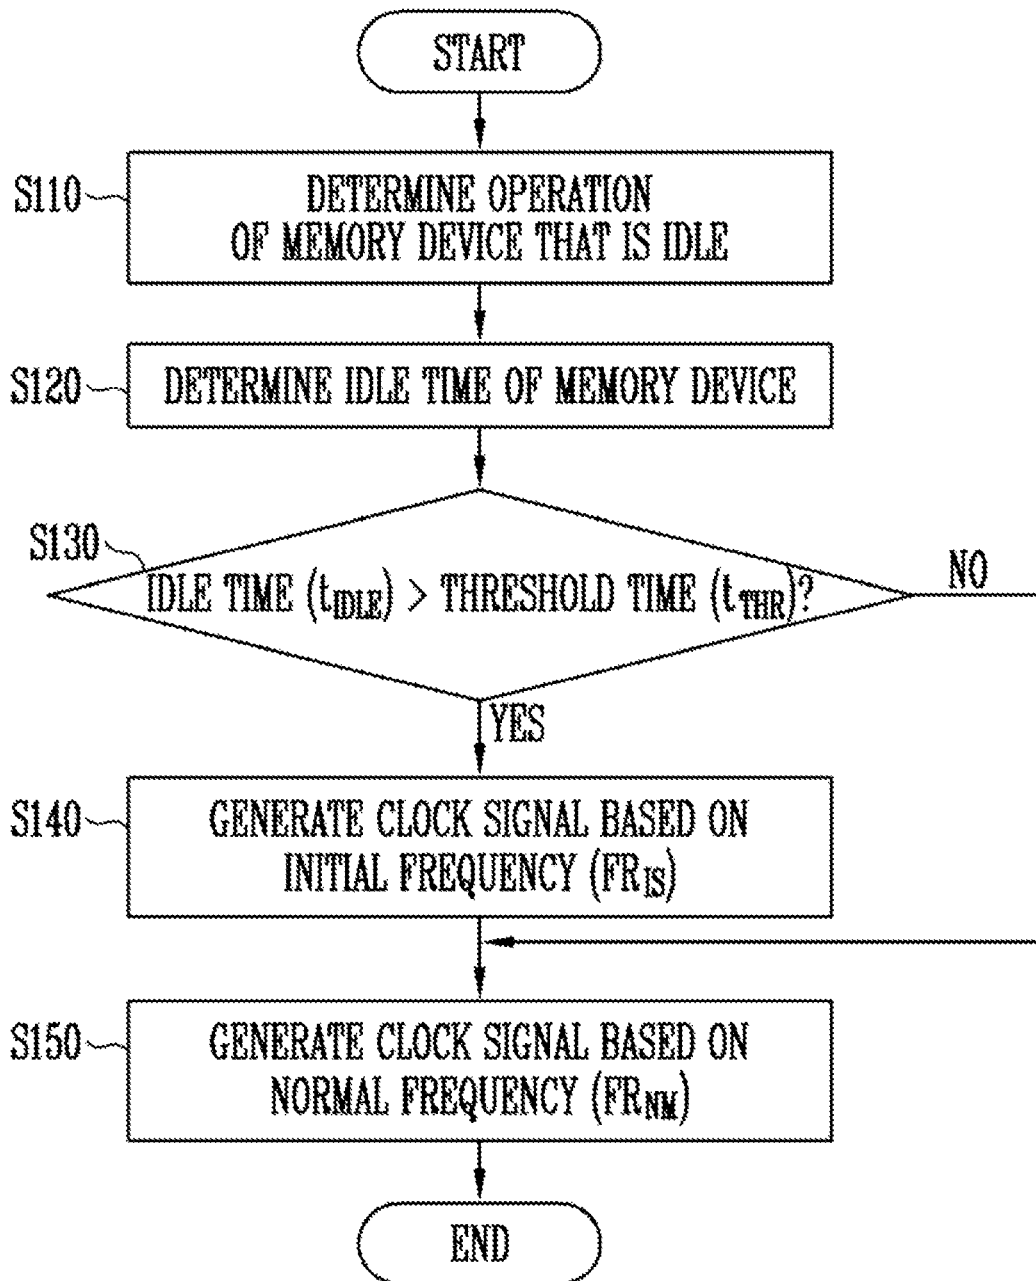 START
S110
DETERMINE OPERATION
OF MEMORY DEVICE THAT IS IDLE
S120
DETERMINE IDLE TIME OF MEMORY DEVICE
S130
IDLE TIME (tIDLE) > THRESHOLD TIME (tTHR)?
NO
YES
S140
GENERATE CLOCK SIGNAL BASED ON
INITIAL FREQUENCY (FRIS)
S150
GENERATE CLOCK SIGNAL BASED ON
NORMAL FREQUENCY (FRNM)
END